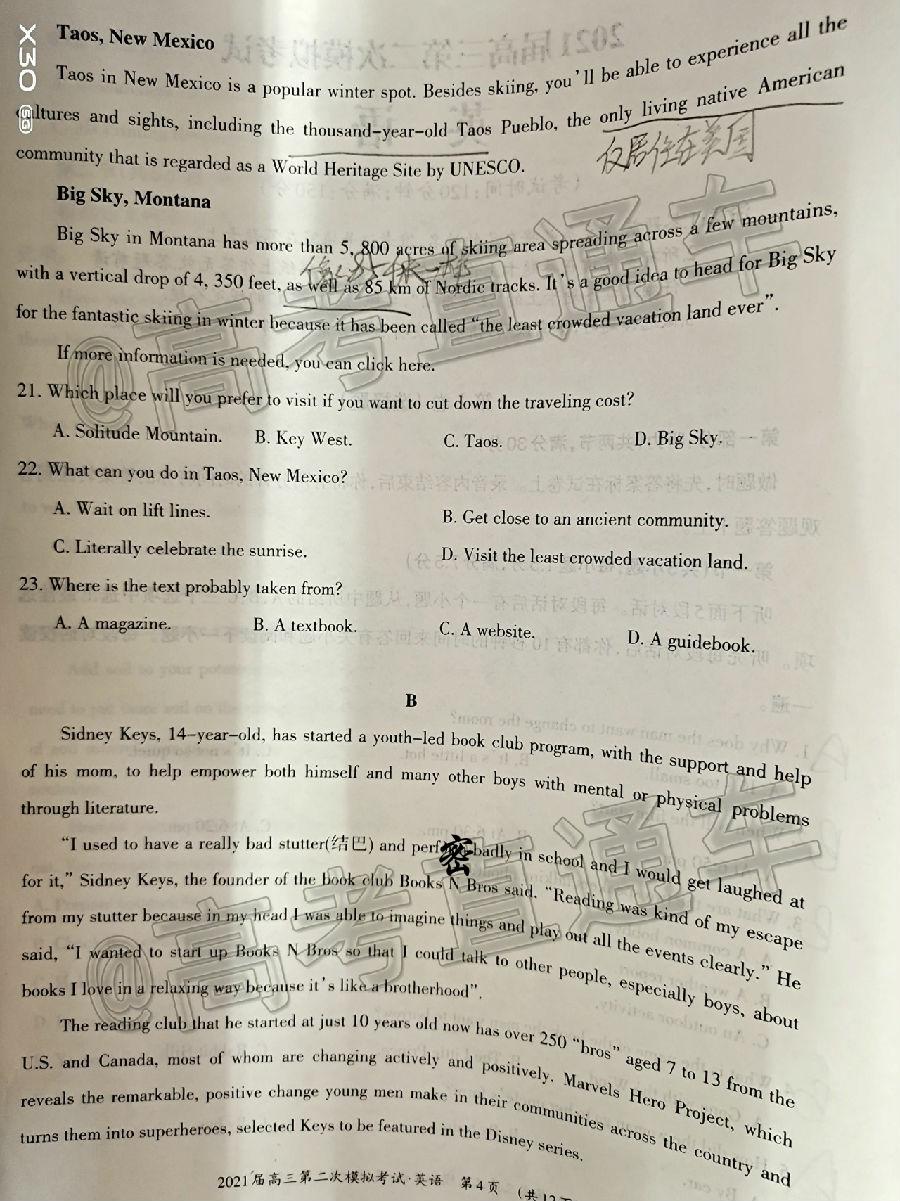 Taos, New Mexico
Taos in New Mexico is a popular winter spot. Besides skiing, you'll be able to experience all the
cultures and sights, including the thousand-year-old Taos Pueblo, the only living native American
仅居住在美国
community that is regarded as a World Heritage Site by UNESCO.
Big Sky, Montana
Big Sky in Montana has more than 5, 800 acres of skiing area spreading across a few mountains,
with a vertical drop of 4, 350 feet, as well as 85 km of Nordic tracks. It's a good idea to head for Big Sky
for the fantastic skiing in winter because it has been called "the least crowded vacation land ever".
If more information is needed, you can click here.
21. Which place will you prefer to visit if you want to cut down the traveling cost?
A. Solitude Mountain. B. Key West. C. Taos. D. Big Sky.
22. What can you do in Taos, New Mexico?
A. Wait on lift lines. B. Get close to an ancient community.
C. Literally celebrate the sunrise. D. Visit the least crowded vacation land.
23. Where is the text probably taken from?
A. A magazine. B. A textbook. C. A website. D. A guidebook.
B
Sidney Keys, 14-year-old, has started a youth-led book club program, with the support and help
of his mom, to help empower both himself and many other boys with mental or physical problems
through literature.
"I used to have a really bad stutter(结巴) and perform badly in school and I would get laughed at
密
for it," Sidney Keys, the founder of the book club Books N Bros said. "Reading was kind of my escape
from my stutter because in my head I was able to imagine things and play out all the events clearly." He
said, "I wanted to start up Books N Bros so that I could talk to other people, especially boys, about
books I love in a relaxing way because it's like a brotherhood".
The reading club that he started at just 10 years old now has over 250 "bros" aged 7 to 13 from the
U.S. and Canada, most of whom are changing actively and positively. Marvels Hero Project, which
reveals the remarkable, positive change young men make in their communities across the country and
turns them into superheroes, selected Keys to be featured in the Disney series.
2021届高三第二次模拟考试·英语 第4页 (共12页
@高考直通车
@高考直通车
X30